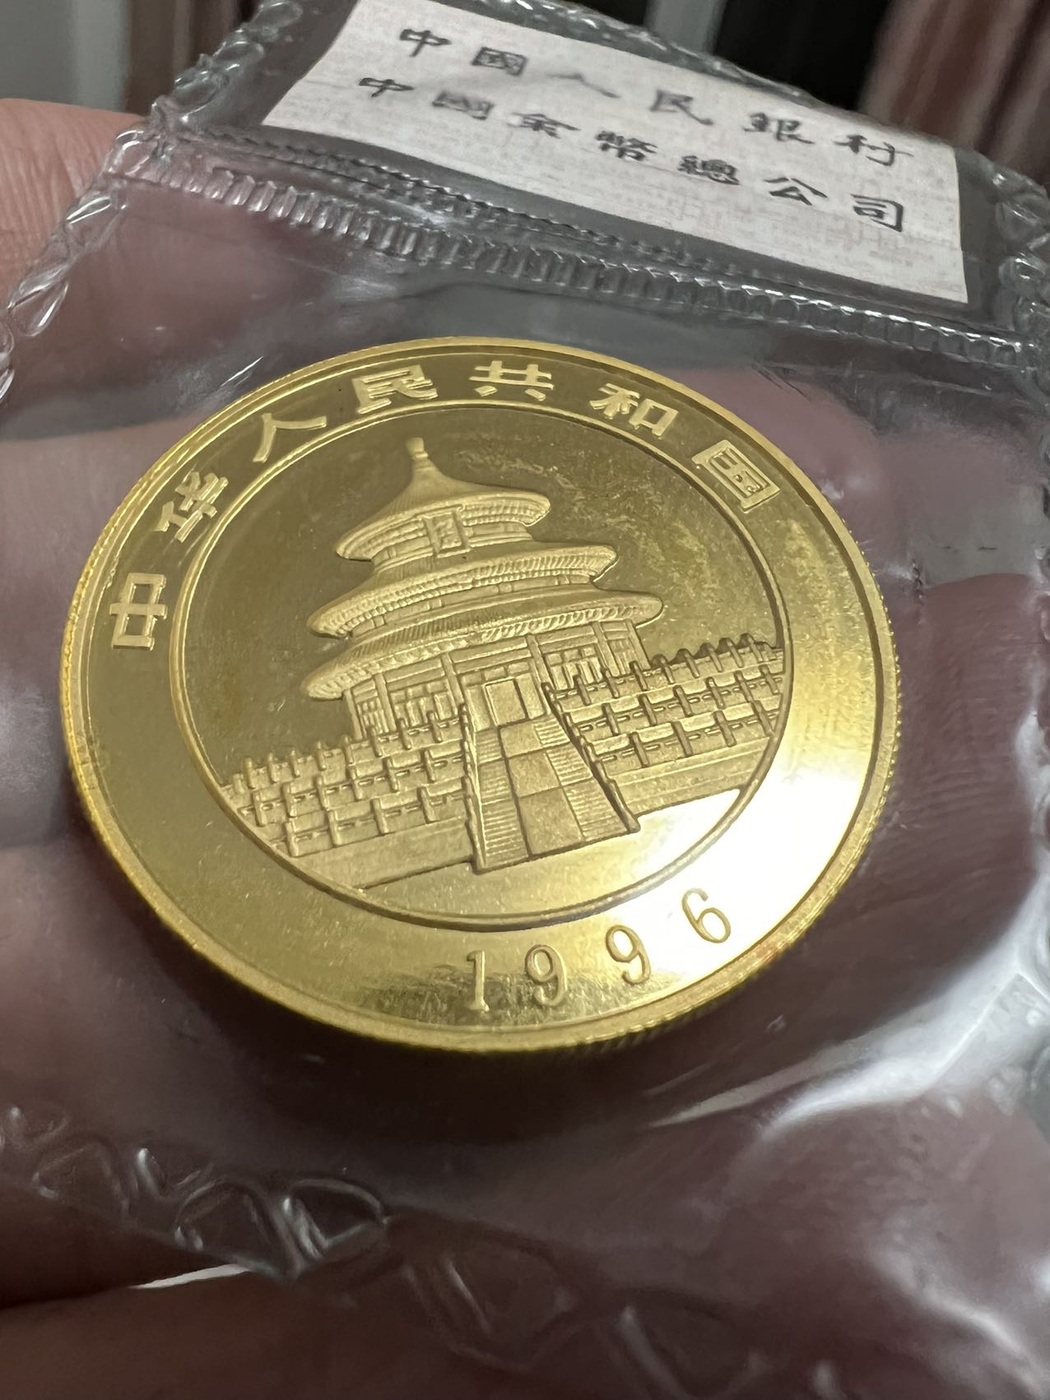 中國人民銀行
中國金幣總公司
中华人民共和国
1996